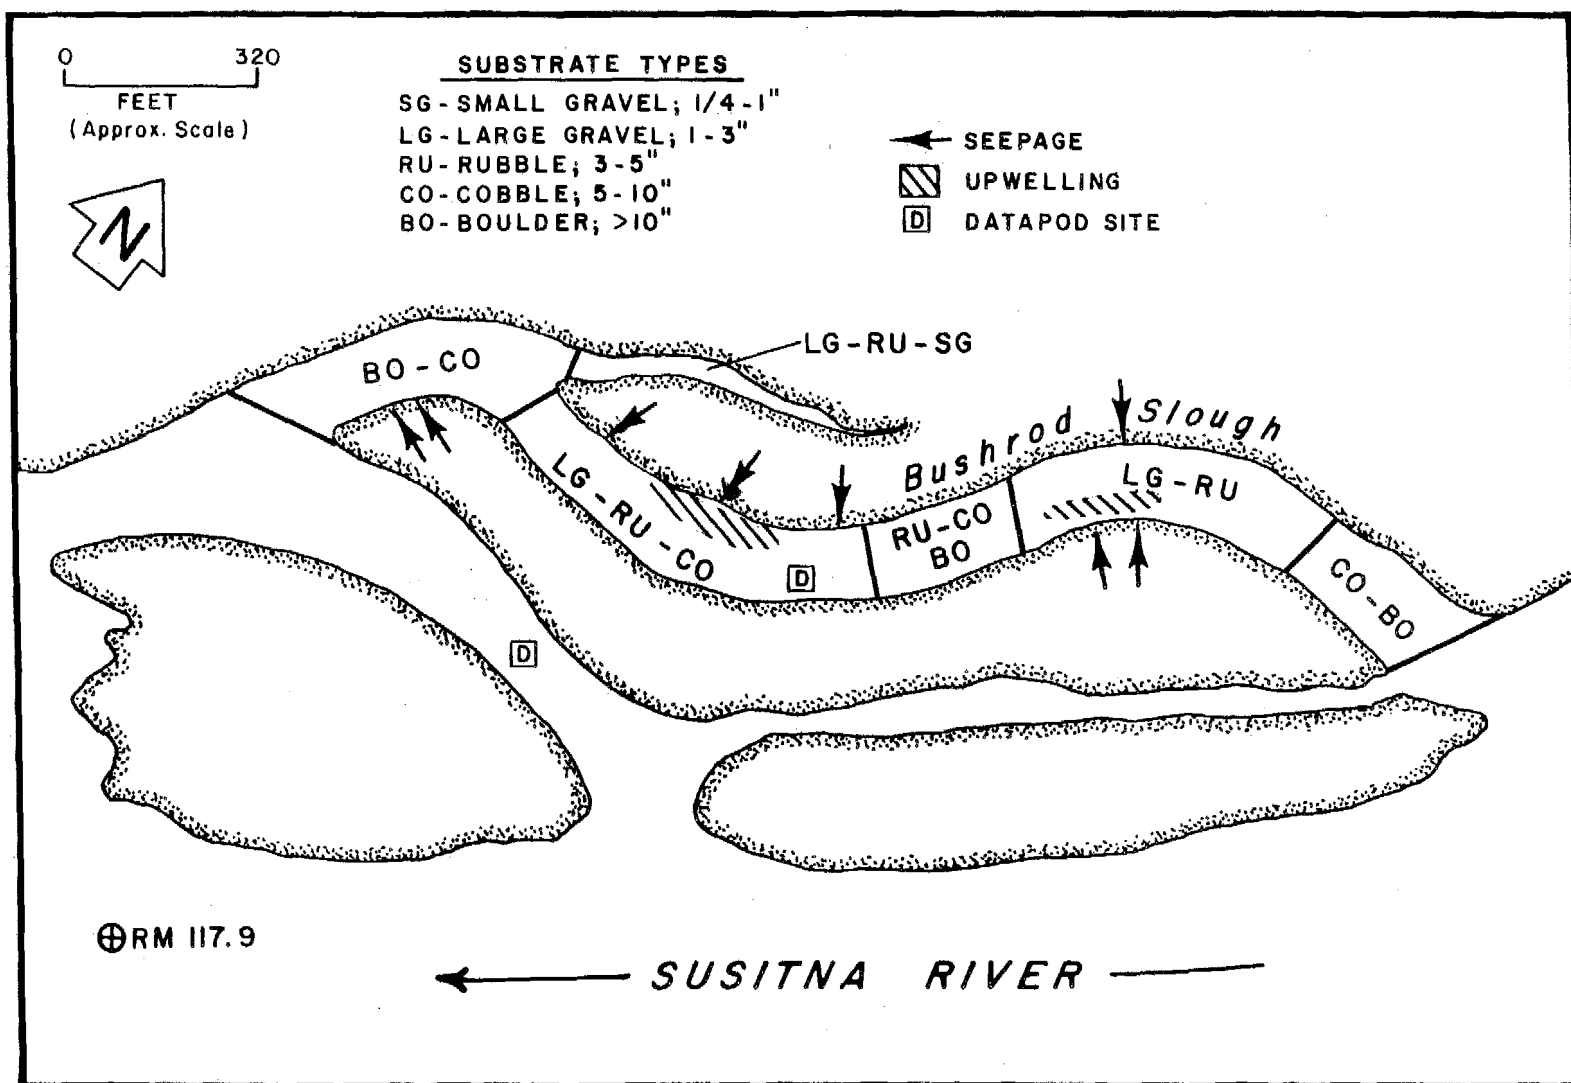 0 320
FEET
(Approx. Scale)
N
SUBSTRATE TYPES
SG-SMALL GRAVEL; 1/4-1"
LG-LARGE GRAVEL; 1-3"
RU-RUBBLE; 3-5"
CO-COBBLE; 5-10"
BO-BOULDER; >10"
SEEPAGE
UPWELLING
D DATAPOD SITE
LG-RU-SG
BO-CO
Bushrod Slough
LG-RU
LG-RU-CO
RU-CO
BO
D
CO-BO
D
RM 117.9
SUSITNA RIVER